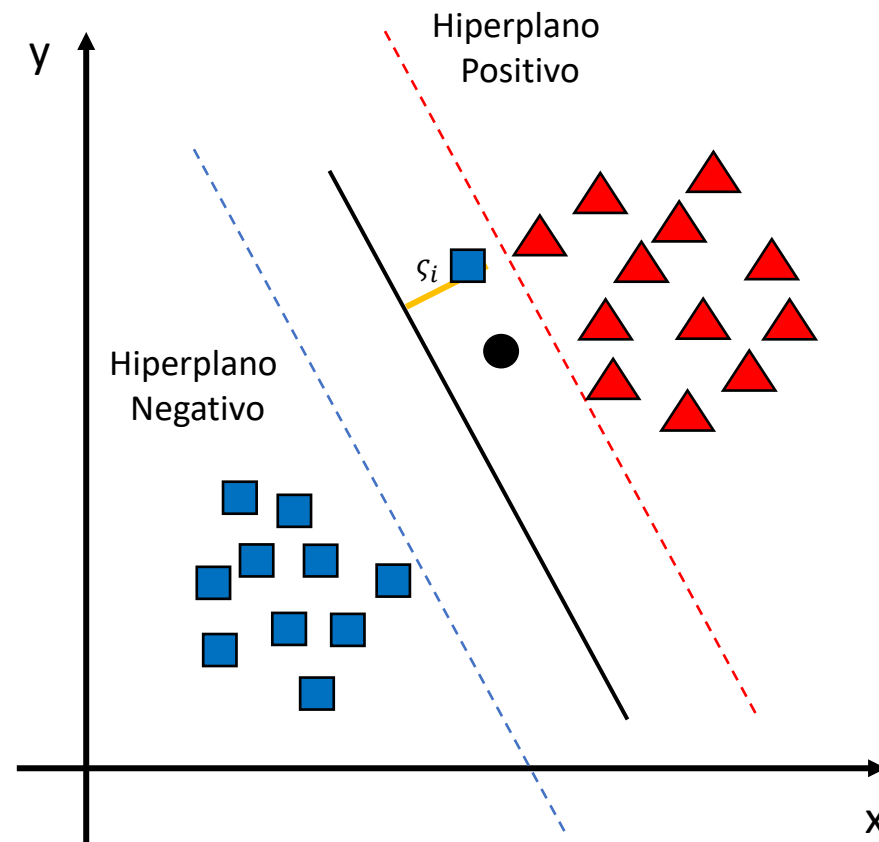 Hiperplano
Positivo
y
ςᵢ
Hiperplano
Negativo
x